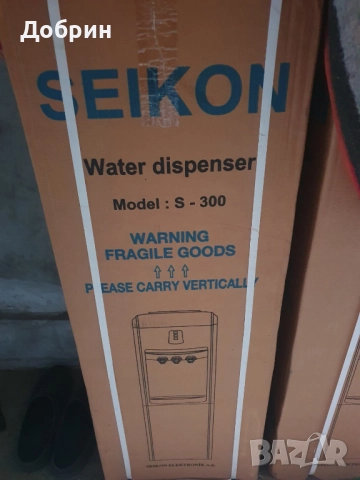 Добрин
SEIKON
Water dispenser
Model : S - 300
WARNING
FRAGILE GOODS
PLEASE CARRY VERTICALLY
BAZAR